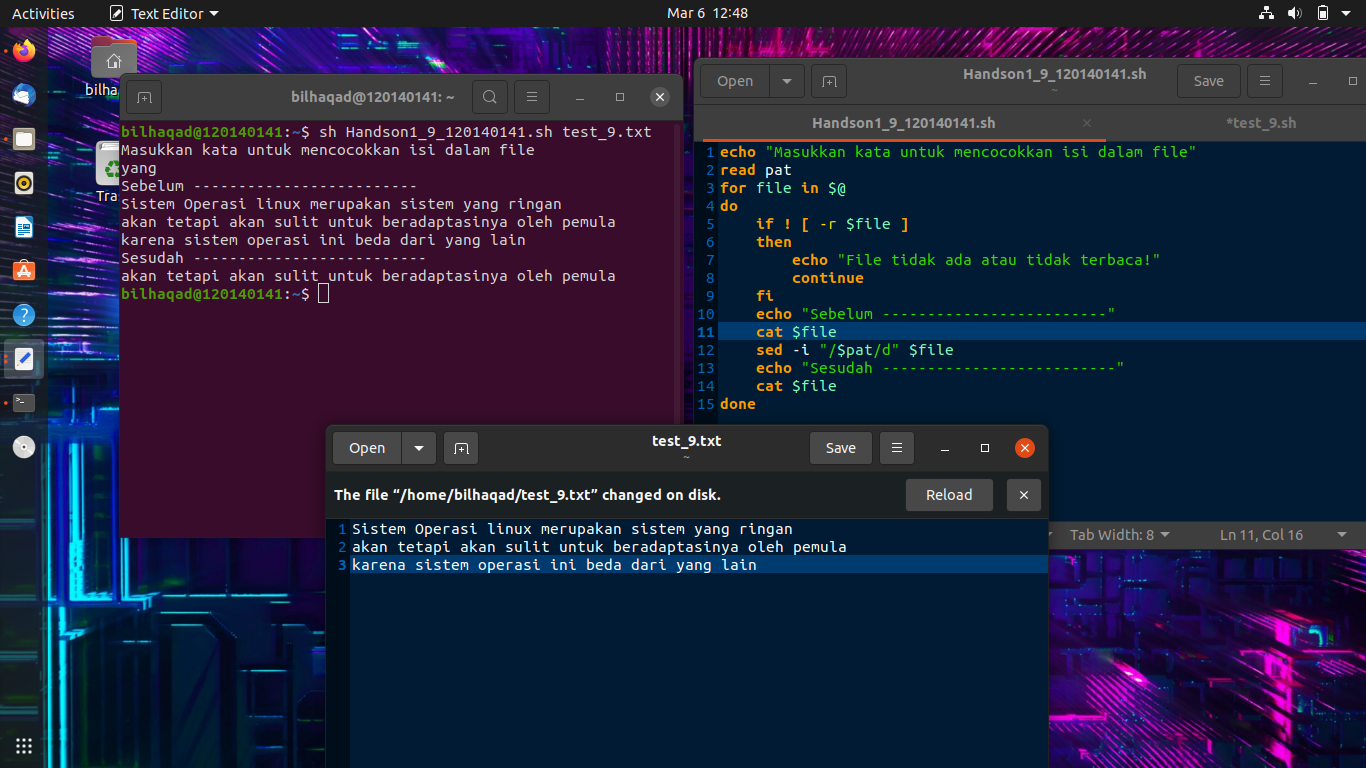 Activities
Text Editor
Mar 6 12:48
bilhaqad@120140141: ~
bilhaqad@120140141:~$ sh Handson1_9_120140141.sh test_9.txt
Masukkan kata untuk mencocokkan isi dalam file
yang
Sebelum -------------------------
Sistem Operasi linux merupakan sistem yang ringan
akan tetapi akan sulit untuk beradaptasinya oleh pemula
karena sistem operasi ini beda dari yang lain
Sesudah --------------------------
akan tetapi akan sulit untuk beradaptasinya oleh pemula
bilhaqad@120140141:~$
Open
Handson1_9_120140141.sh
~
Save
Handson1_9_120140141.sh
*test_9.sh
1 echo "Masukkan kata untuk mencocokkan isi dalam file"
2 read pat
3 for file in $@
4 do
5     if ! [ -r $file ]
6     then
7         echo "File tidak ada atau tidak terbaca!"
8         continue
9     fi
10     echo "Sebelum -------------------------"
11     cat $file
12     sed -i "/$pat/d" $file
13     echo "Sesudah --------------------------"
14     cat $file
15 done
Tab Width: 8
Ln 11, Col 16
Open
test_9.txt
~
Save
The file “/home/bilhaqad/test_9.txt” changed on disk.
Reload
1 Sistem Operasi linux merupakan sistem yang ringan
2 akan tetapi akan sulit untuk beradaptasinya oleh pemula
3 karena sistem operasi ini beda dari yang lain